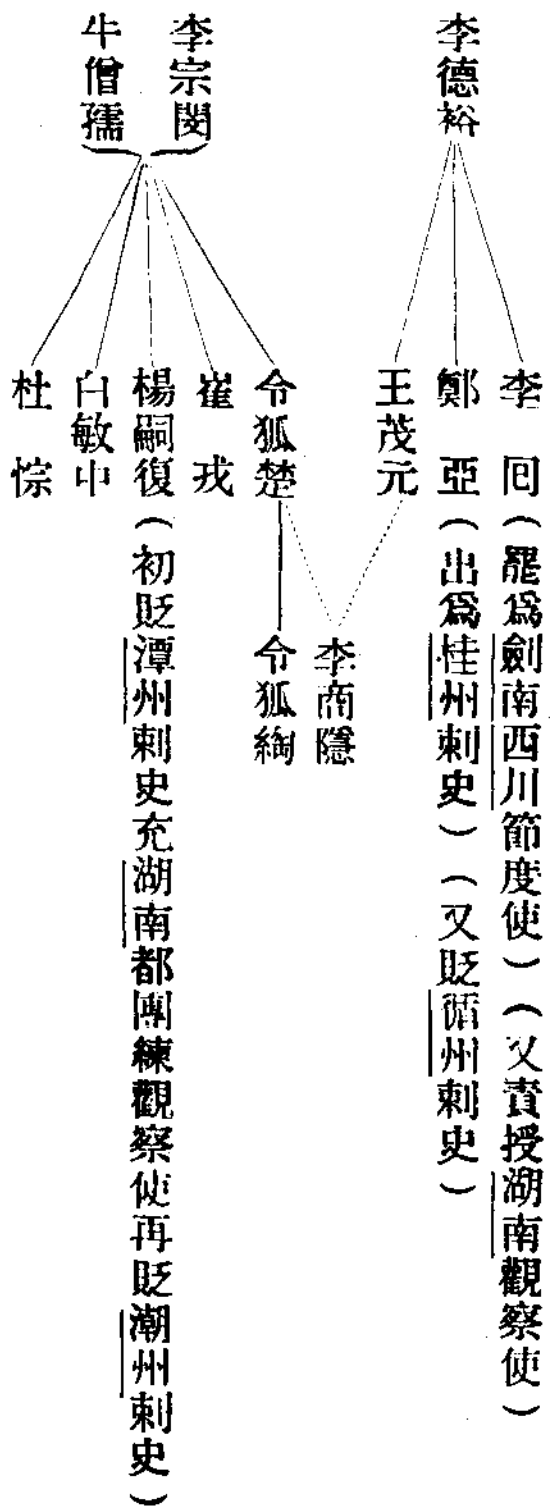 李德裕
李宗閔
牛僧孺
李　回（罷爲劍南西川節度使）（又責授湖南觀察使）
鄭　亞（出爲桂州刺史）（又貶循州刺史）
王茂元
李商隱
令狐楚
令狐綯
崔　戎
楊嗣復（初貶潭州刺史充湖南都團練觀察使再貶潮州刺史）
白敏中
杜　悰